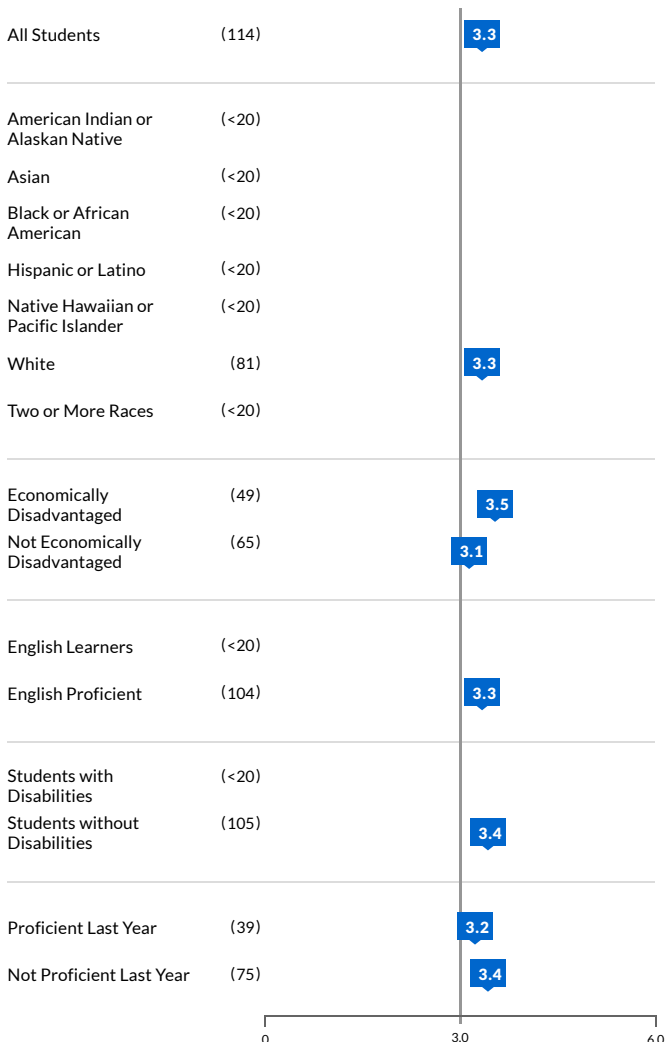 All Students (114) 3.3
American Indian or (<20)
Alaskan Native
Asian (<20)
Black or African (<20)
American
Hispanic or Latino (<20)
Native Hawaiian or (<20)
Pacific Islander
White (81) 3.3
Two or More Races (<20)
Economically (49) 3.5
Disadvantaged
Not Economically (65) 3.1
Disadvantaged
English Learners (<20)
English Proficient (104) 3.3
Students with (<20)
Disabilities
Students without (105) 3.4
Disabilities
Proficient Last Year (39) 3.2
Not Proficient Last Year (75) 3.4
0 3.0 6.0